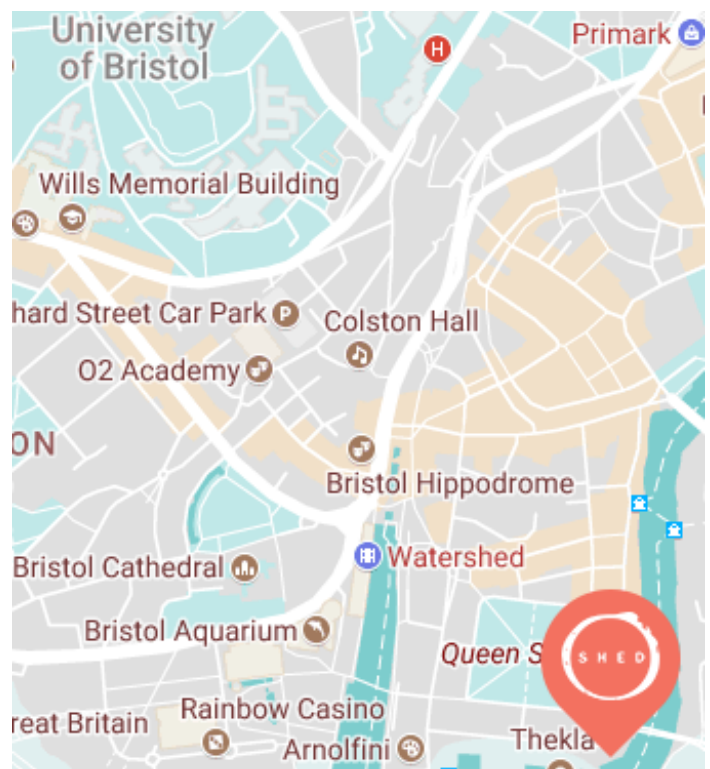 University
of Bristol
Primark
H
Wills Memorial Building
hard Street Car Park
P
Colston Hall
O2 Academy
ON
Bristol Hippodrome
Bristol Cathedral
Watershed
Bristol Aquarium
Queen S
SHED
reat Britain
Rainbow Casino
Arnolfini
Thekla